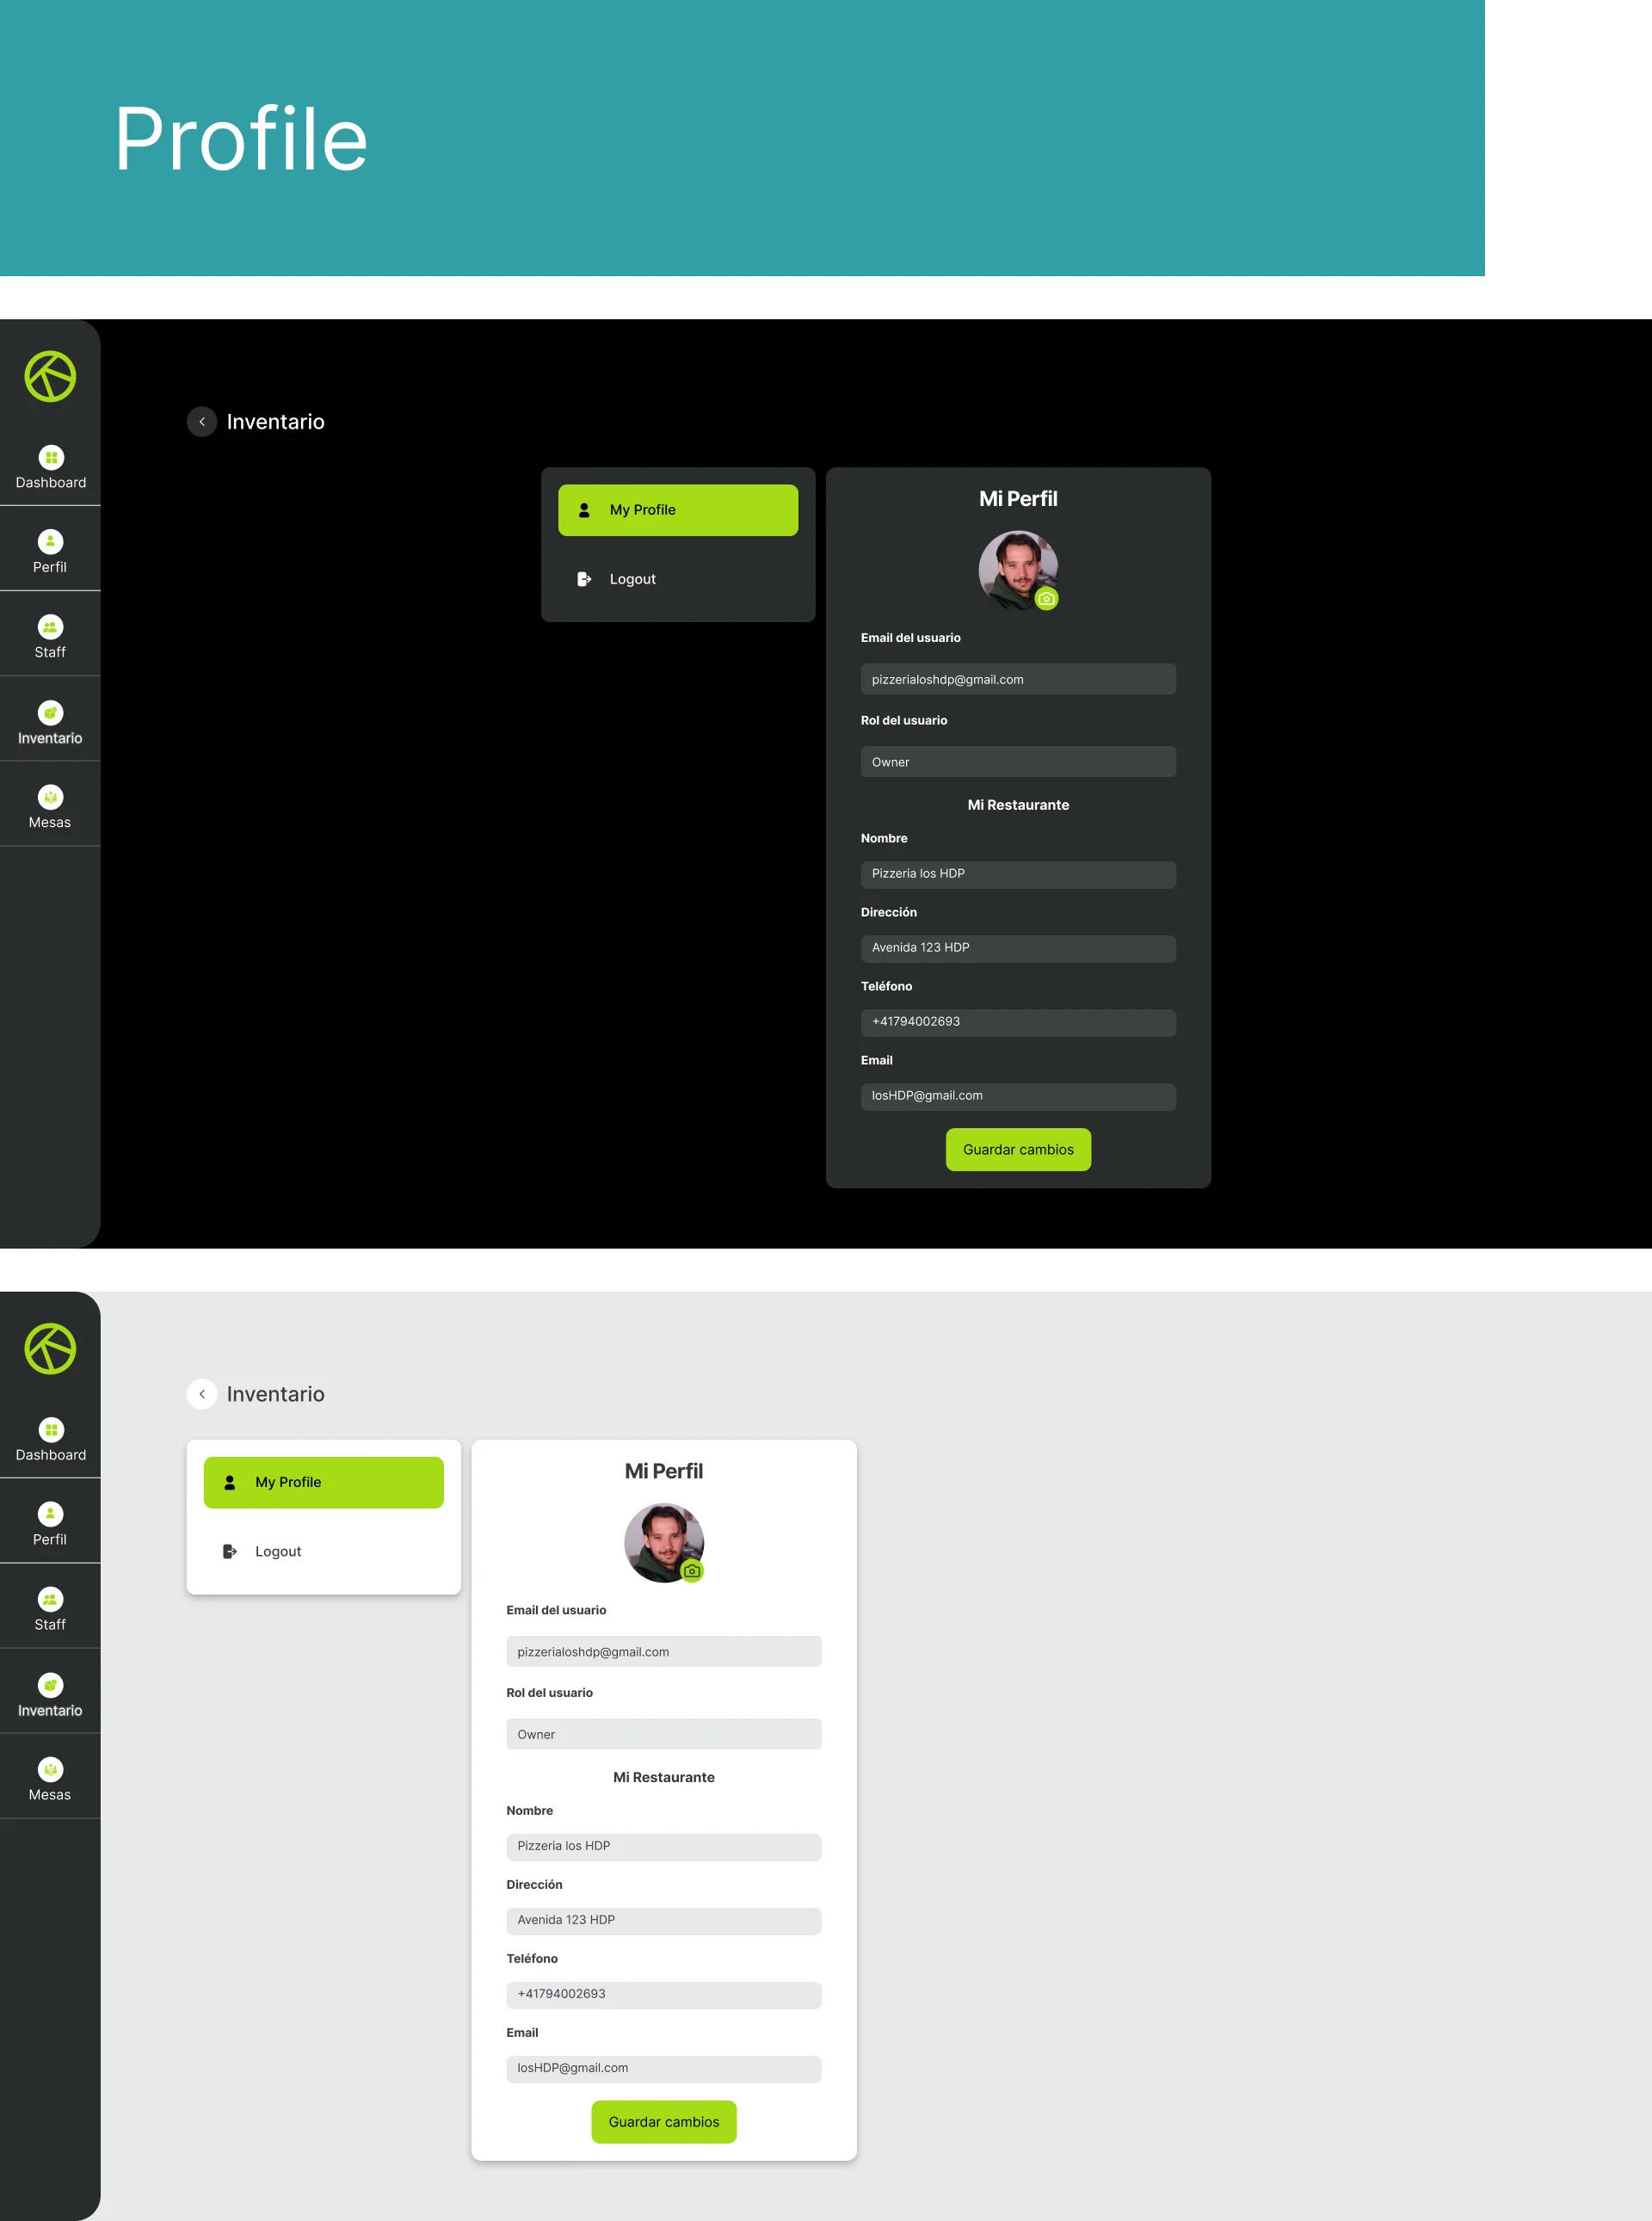 Profile
Inventario
Dashboard
Perfil
Staff
Inventario
Mesas
My Profile
Logout
Mi Perfil
Email del usuario
pizzerialoshdp@gmail.com
Rol del usuario
Owner
Mi Restaurante
Nombre
Pizzeria los HDP
Dirección
Avenida 123 HDP
Teléfono
+41794002693
Email
losHDP@gmail.com
Guardar cambios
Inventario
Dashboard
Perfil
Staff
Inventario
Mesas
My Profile
Logout
Mi Perfil
Email del usuario
pizzerialoshdp@gmail.com
Rol del usuario
Owner
Mi Restaurante
Nombre
Pizzeria los HDP
Dirección
Avenida 123 HDP
Teléfono
+41794002693
Email
losHDP@gmail.com
Guardar cambios